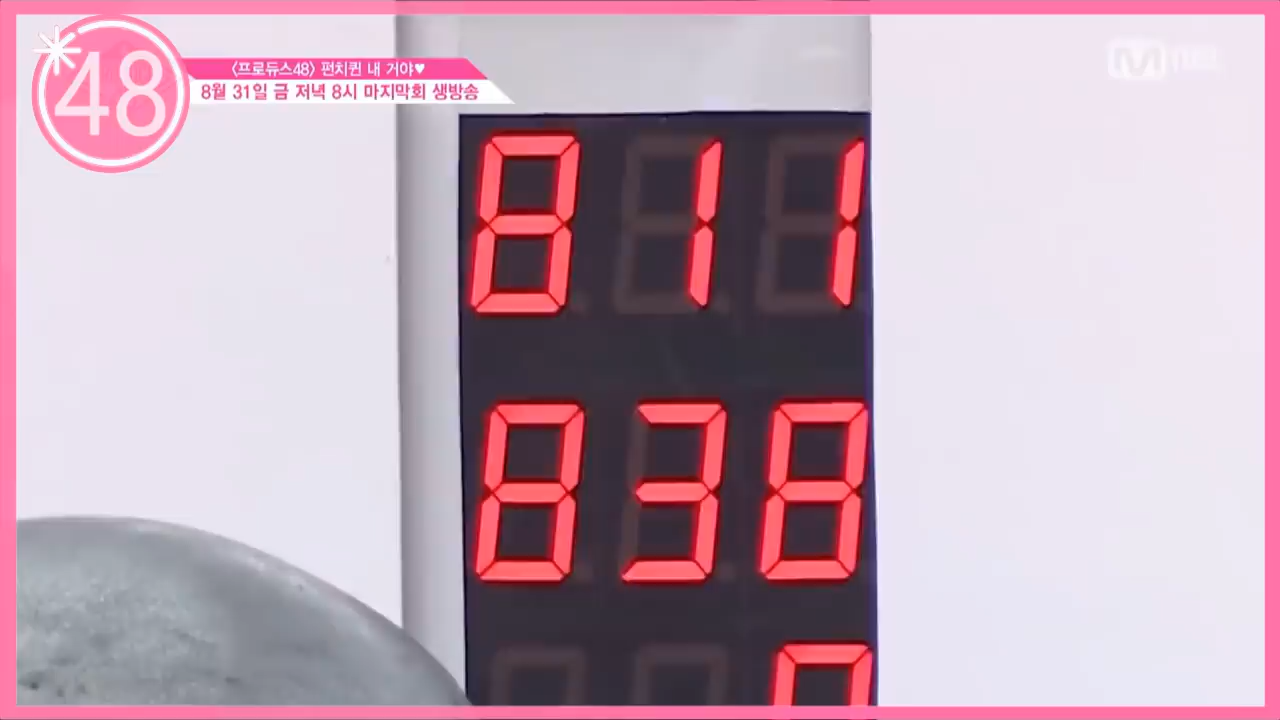 48
〈프로듀스48〉 펀치퀸 내 거야♥
8월 31일 금 저녁 8시 마지막회 생방송
811
838